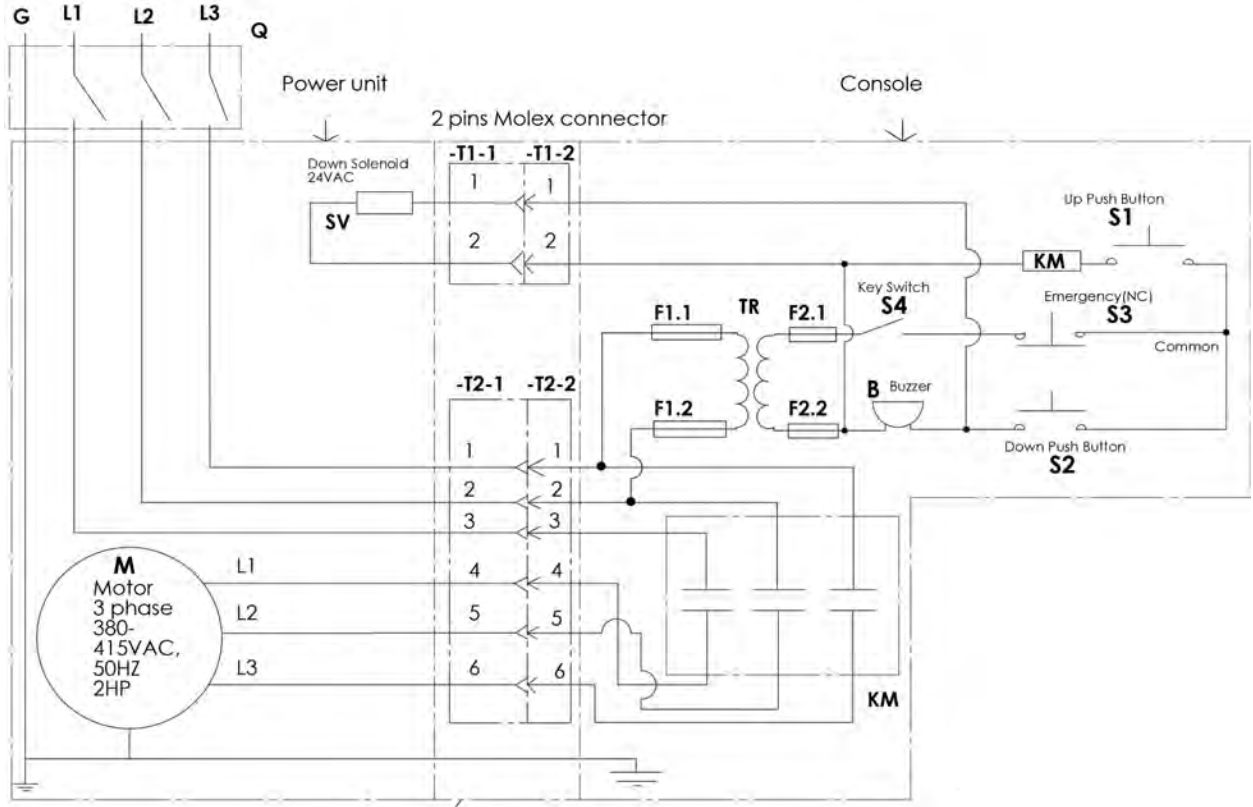 G L1 L2 L3
Q
Power unit
Console
2 pins Molex connector
Down Solenoid
24VAC
-T1-1 -T1-2
1 1
SV
2 2
Up Push Button
S1
KM
Key Switch
S4
Emergency(NC)
S3
F1.1 TR F2.1
Common
-T2-1 -T2-2
B Buzzer
F1.2 F2.2
Down Push Button
S2
1 1
2 2
3 3
M
Motor
3 phase
380-
415VAC,
50HZ
2HP
L1 4 4
L2 5 5
L3 6 6
KM